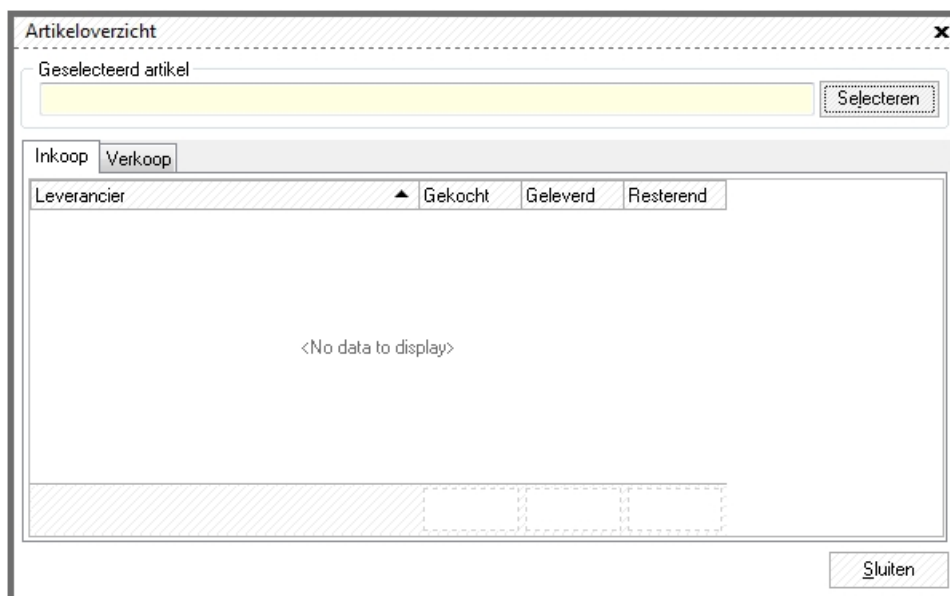 Artikeloverzicht
Geselecteerd artikel
Selecteren
Inkoop Verkoop
Leverancier Gekocht Geleverd Resterend
<No data to display>
Sluiten